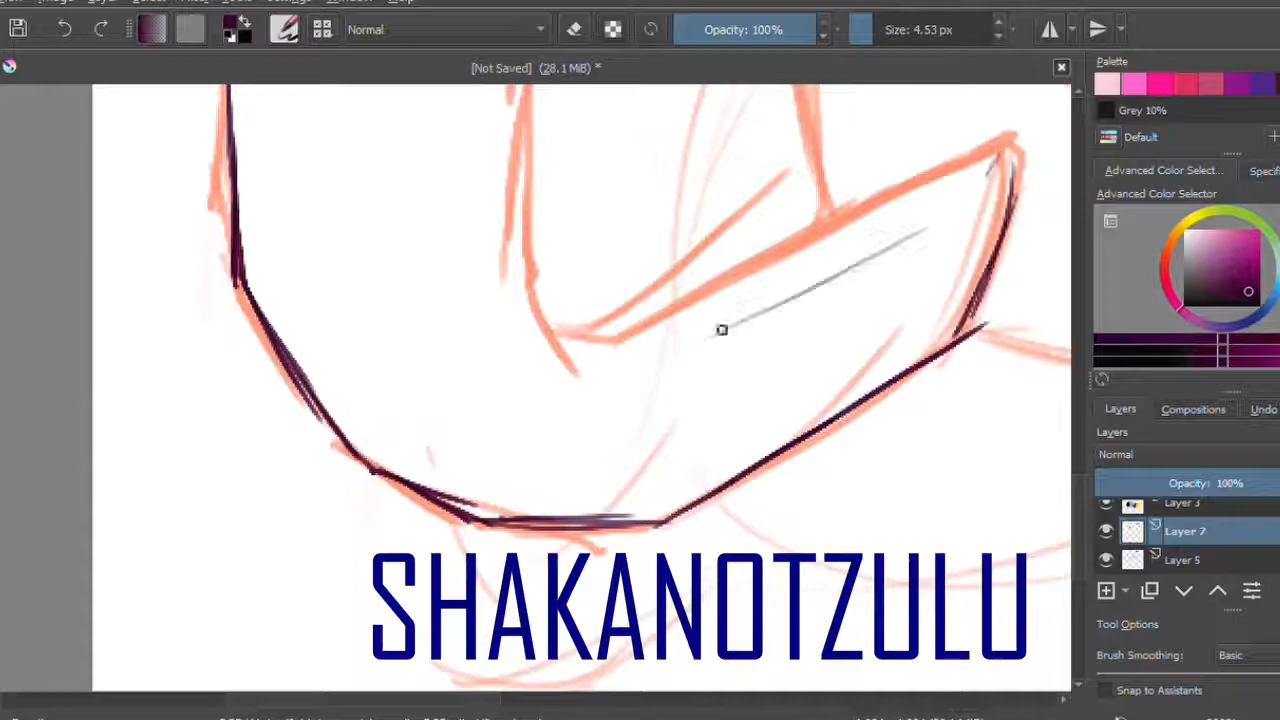 Normal
Opacity: 100%
Size: 4.53 px
[Not Saved] (28.1 MiB) *
Palette
Grey 10%
Default
Advanced Color Select...
Specifi
Advanced Color Selector
Layers
Compositions
Undo
Layers
Normal
Opacity: 100%
Layer 3
Layer 7
Layer 5
Tool Options
Brush Smoothing:
Basic
Snap to Assistants
SHAKANOTZULU